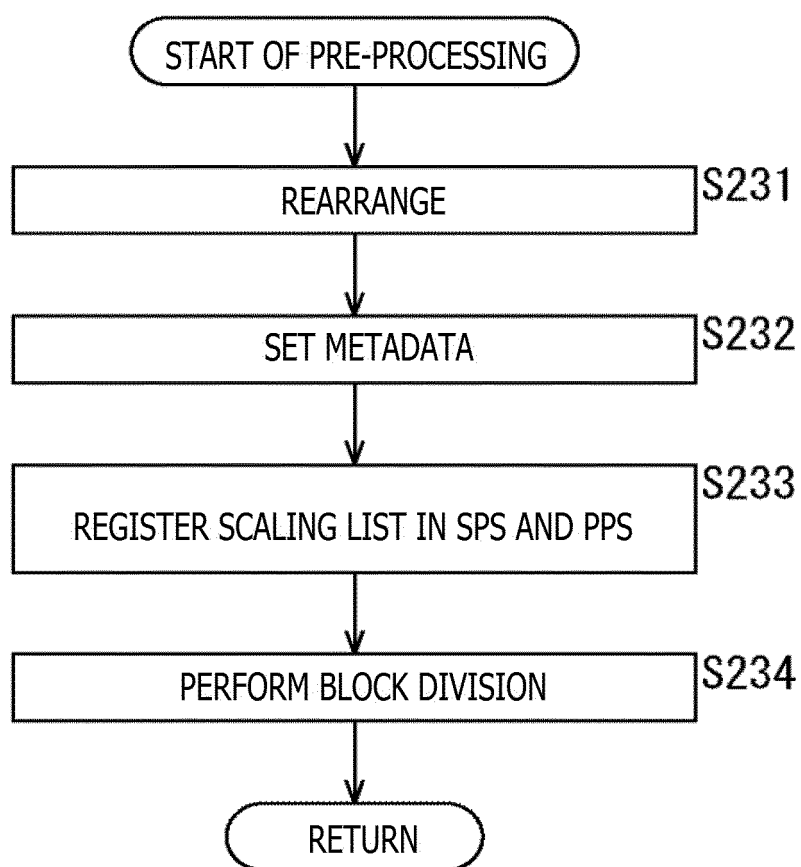 START OF PRE-PROCESSING
REARRANGE
S231
SET METADATA
S232
REGISTER SCALING LIST IN SPS AND PPS
S233
PERFORM BLOCK DIVISION
S234
RETURN